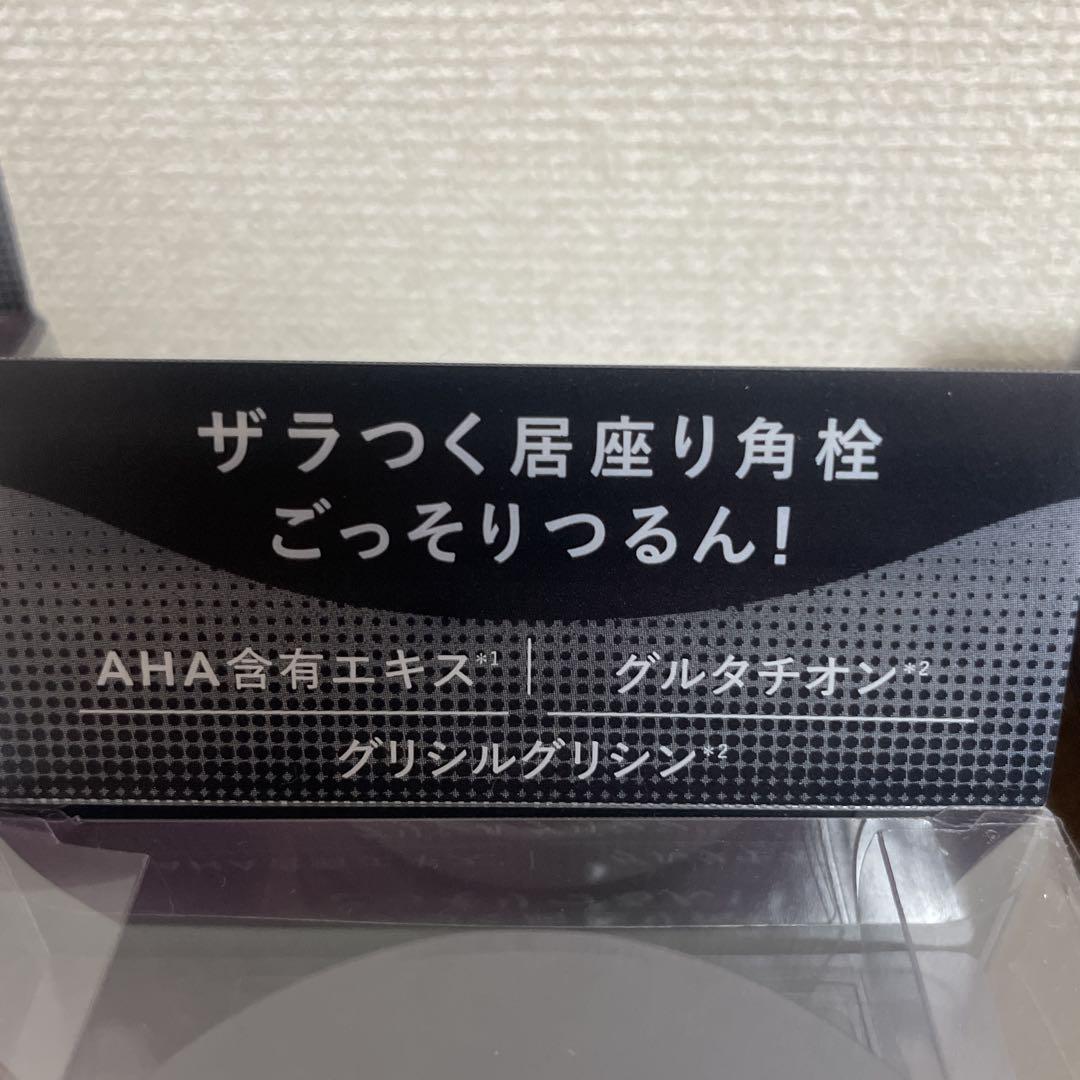 ザラつく居座り角栓
ごっそりつるん!
AHA含有エキス*1 | グルタチオン*2
グリシルグリシン*2